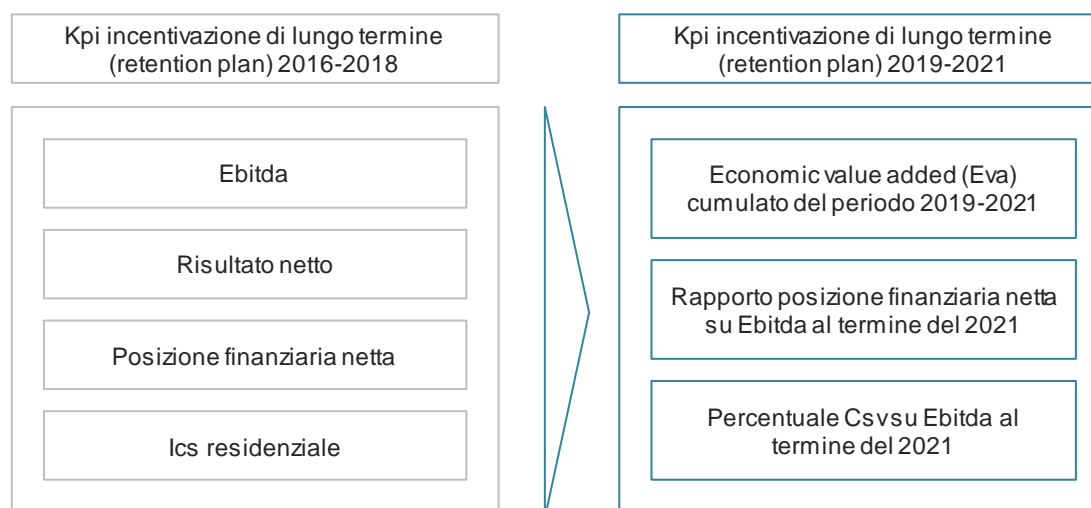 Kpi incentivazione di lungo termine
(retention plan) 2016-2018
Ebitda
Risultato netto
Posizione finanziaria netta
Ics residenziale
Kpi incentivazione di lungo termine
(retention plan) 2019-2021
Economic value added (Eva)
cumulato del periodo 2019-2021
Rapporto posizione finanziaria netta
su Ebitda al termine del 2021
Percentuale Csv su Ebitda al
termine del 2021